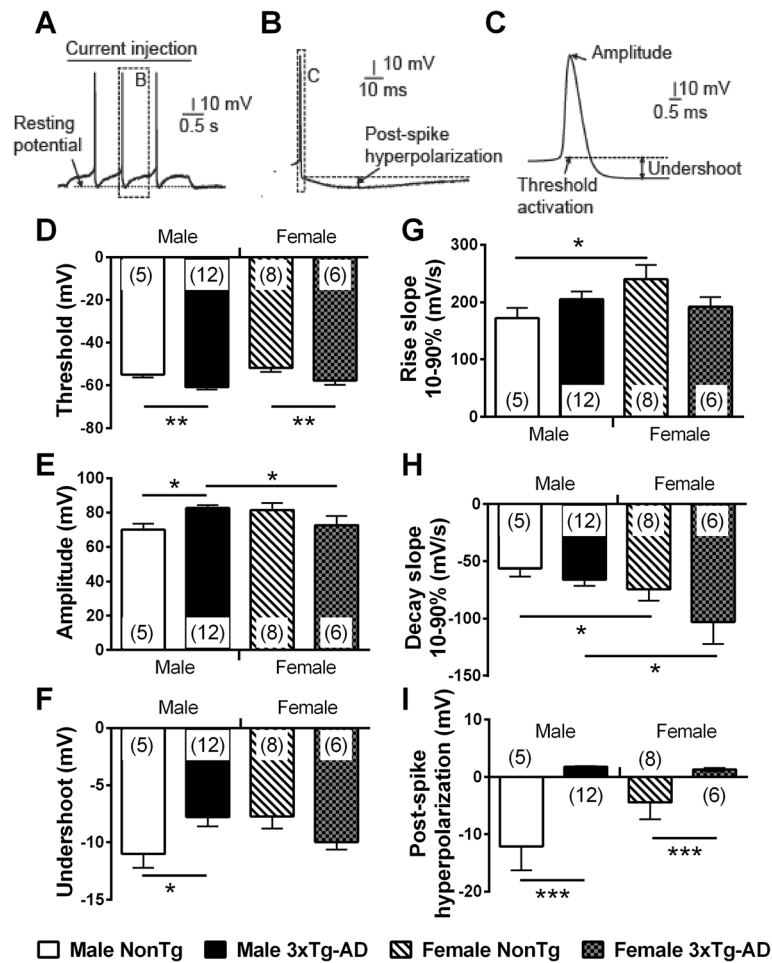 A
Current injection
B
10 mV
0.5 s
Resting
potential
B
C
10 mV
10 ms
Post-spike
hyperpolarization
C
Amplitude
10 mV
0.5 ms
Undershoot
Threshold
activation
D
Male Female
Threshold (mV)
0
-20
-40
-60
-80
(5) (12) (8) (6)
** **
E
Amplitude (mV)
100
80
60
40
20
0
* *
(5) (12) (8) (6)
Male Female
F
Male Female
Undershoot (mV)
0
-5
-10
-15
(5) (12) (8) (6)
*
G
Rise slope
10-90% (mV/s)
300
200
100
0
*
(5) (12) (8) (6)
Male Female
H
Male Female
Decay slope
10-90% (mV/s)
0
-50
-100
-150
(5) (12) (8) (6)
*
*
I
Male Female
Post-spike
hyperpolarization (mV)
10
0
-10
-20
(5) (12) (8) (6)
*** ***
Male NonTg Male 3xTg-AD Female NonTg Female 3xTg-AD